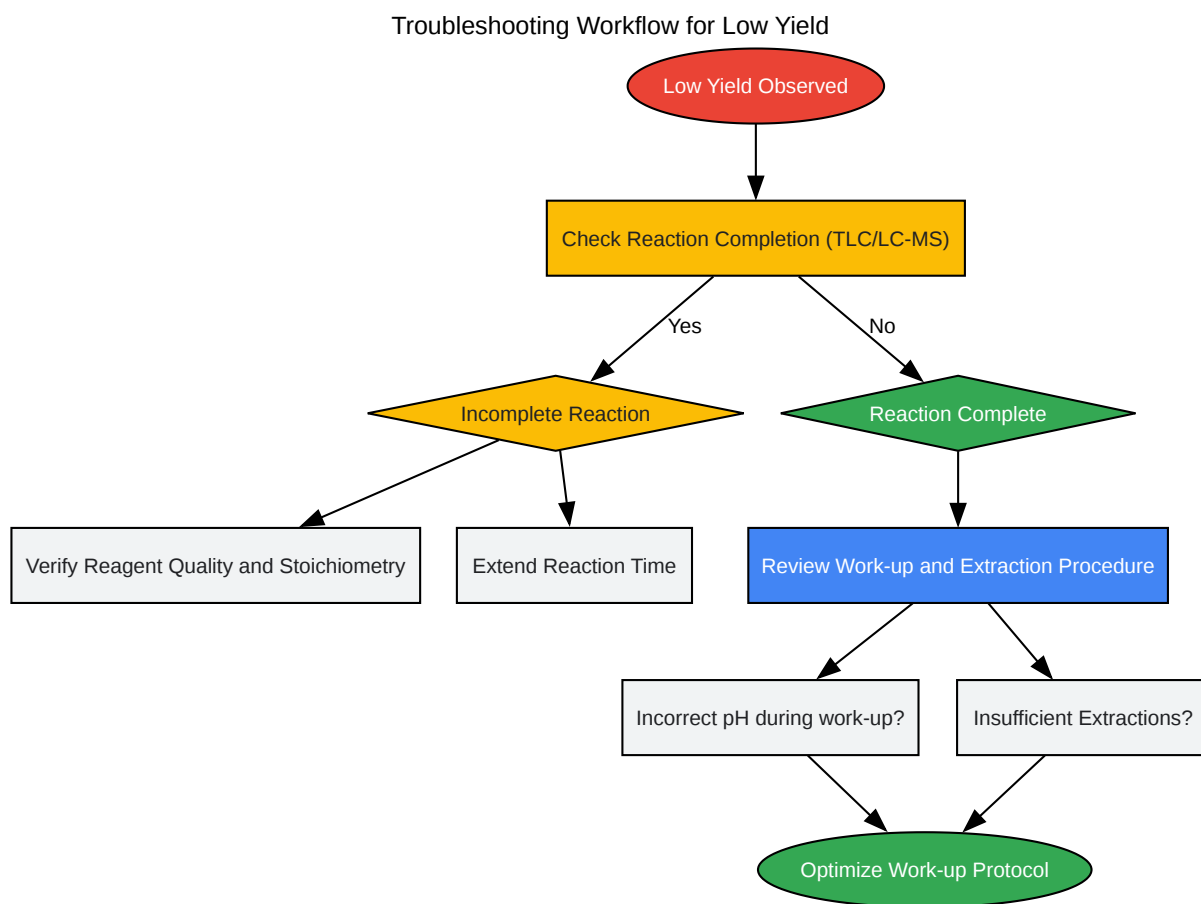 Troubleshooting Workflow for Low Yield
Low Yield Observed
Check Reaction Completion (TLC/LC-MS)
Yes
No
Incomplete Reaction
Reaction Complete
Verify Reagent Quality and Stoichiometry
Extend Reaction Time
Review Work-up and Extraction Procedure
Incorrect pH during work-up?
Insufficient Extractions?
Optimize Work-up Protocol